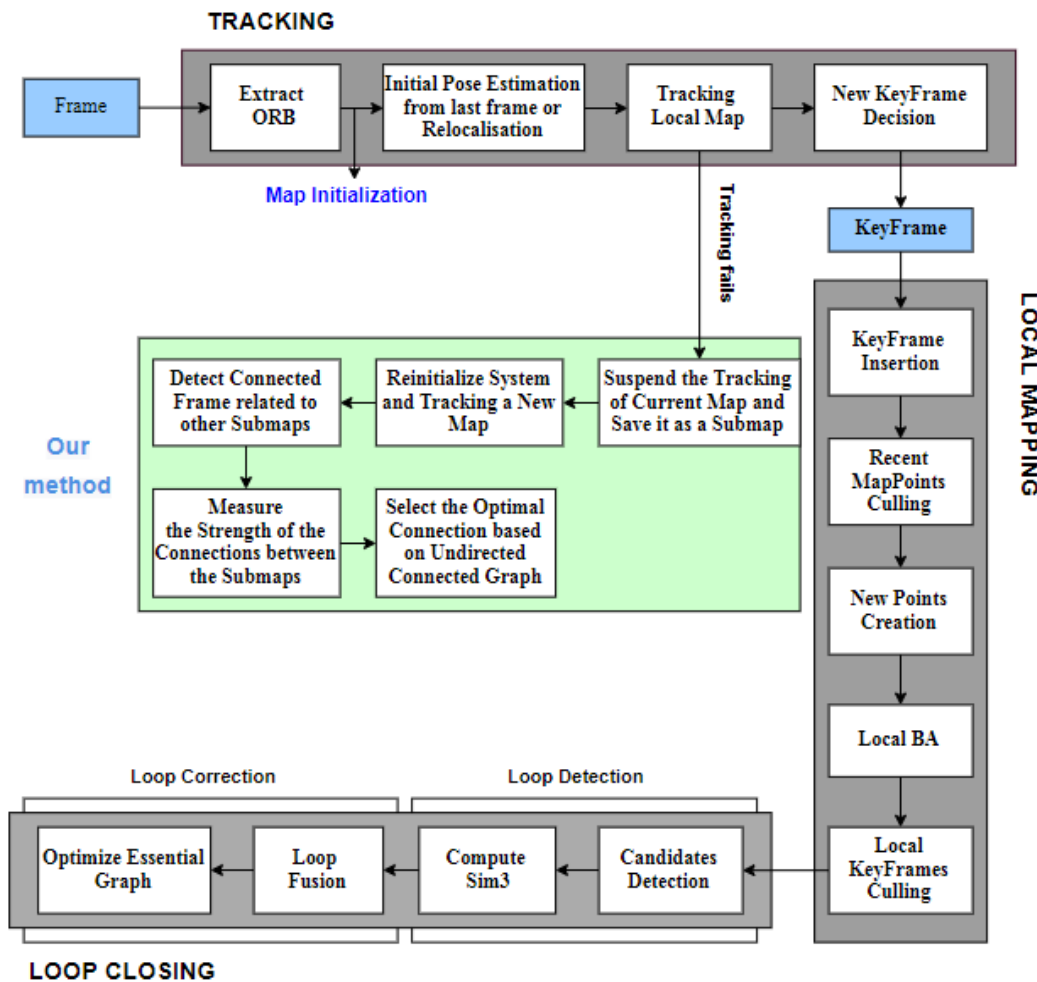 TRACKING
Frame
Extract
ORB
Initial Pose Estimation
from last frame or
Relocalisation
Tracking
Local Map
New KeyFrame
Decision
Map Initialization
Tracking fails
KeyFrame
LOCAL MAPPING
KeyFrame
Insertion
Recent
MapPoints
Culling
New Points
Creation
Local BA
Local
KeyFrames
Culling
Our
method
Suspend the Tracking
of Current Map and
Save it as a Submap
Reinitialize System
and Tracking a New
Map
Detect Connected
Frame related to
other Submaps
Measure
the Strength of the
Connections between
the Submaps
Select the Optimal
Connection based
on Undirected
Connected Graph
Loop Correction
Loop Detection
Optimize Essential
Graph
Loop
Fusion
Compute
Sim3
Candidates
Detection
LOOP CLOSING